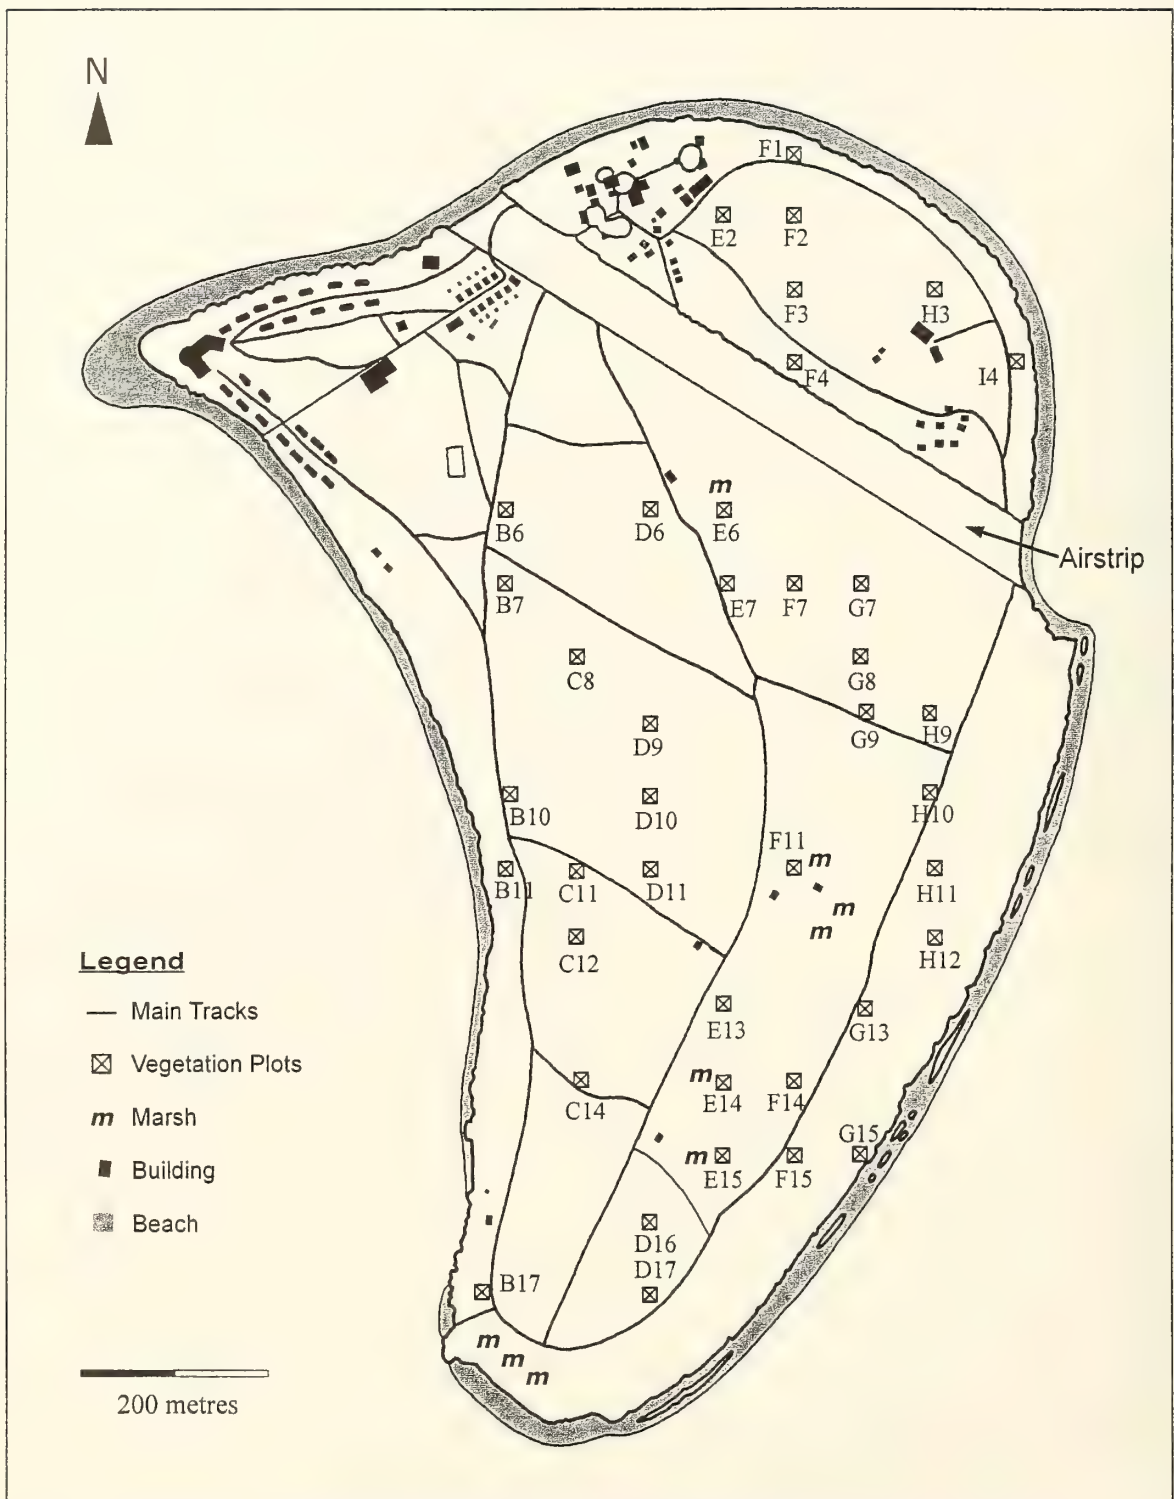 N
F1
E2 F2
F3 H3
F4 I4
m
B6 D6 E6
Airstrip
B7 E7 F7 G7
C8 G8
D9 G9 H9
B10 D10 H10
F11 m
B11 C11 D11 H11
m
m
C12 H12
Legend
Main Tracks
Vegetation Plots
m Marsh
Building
Beach
E13 G13
m
C14 E14 F14
G15
m
E15 F15
D16
D17
B17
m
m
m
200 metres